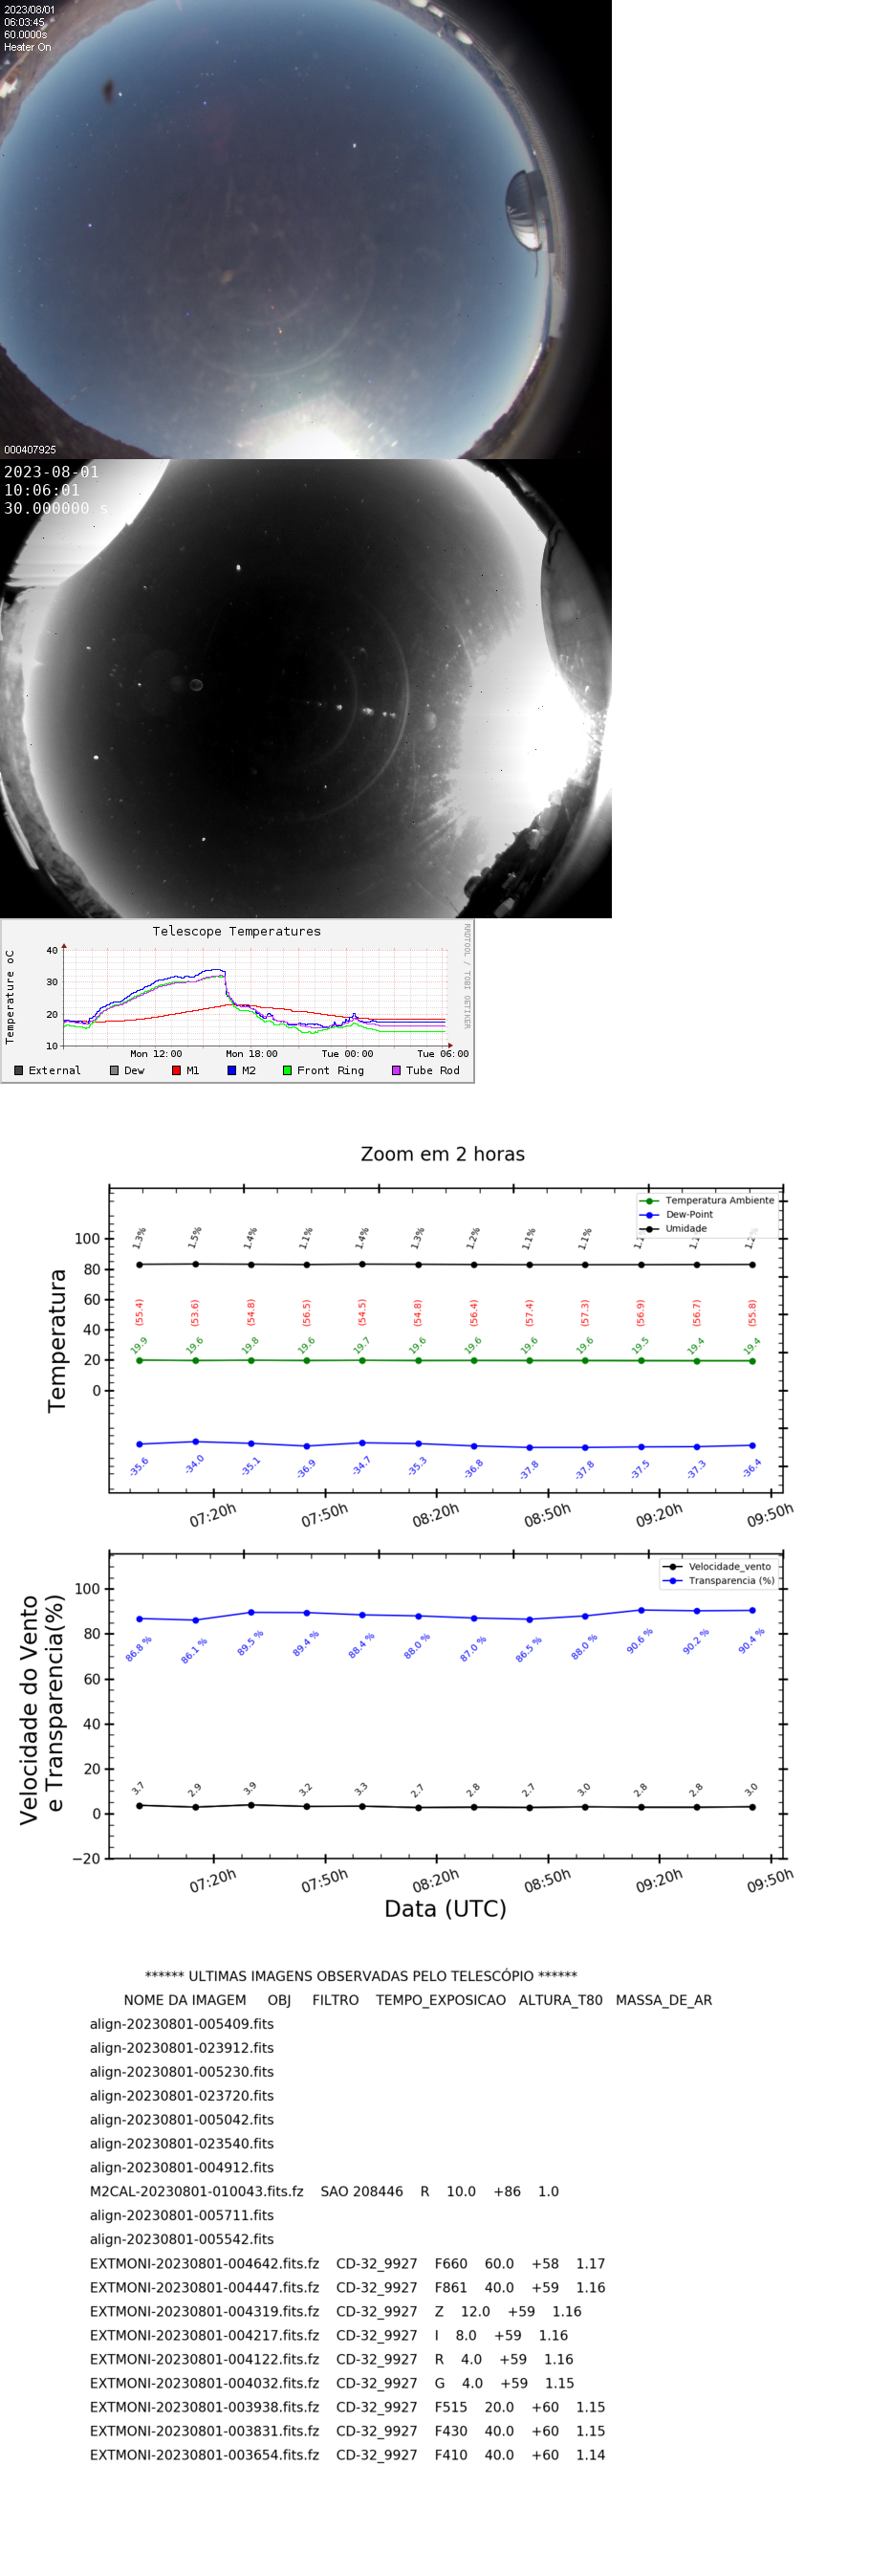 2023/08/01
06:03:45
60.0000s
Heater On
000407925
2023-08-01
10:06:01
30.000000 s
Telescope Temperatures
RRDTOOL / TOBI OETIKER
Temperature oC
40
30
20
10
Mon 12:00 Mon 18:00 Tue 00:00 Tue 06:00
External Dew M1 M2 Front Ring Tube Rod
Zoom em 2 horas
Temperatura Ambiente
Dew-Point
Umidade
Temperatura
100
80
60
40
20
0
1.3% 1.5% 1.4% 1.1% 1.4% 1.3% 1.2% 1.1% 1.1%
(55.4) (53.6) (54.8) (56.5) (54.5) (54.8) (56.4) (57.4) (57.3) (56.9) (56.7) (55.8)
19.9 19.6 19.8 19.6 19.7 19.6 19.6 19.6 19.6 19.5 19.4 19.4
-35.6 -34.0 -35.1 -36.9 -34.7 -35.3 -36.8 -37.8 -37.8 -37.5 -37.3 -36.4
07:20h 07:50h 08:20h 08:50h 09:20h 09:50h
Velocidade_vento
Transparencia (%)
Velocidade do Vento
e Transparencia(%)
100
80
60
40
20
0
−20
86.8 % 86.1 % 89.5 % 89.4 % 88.4 % 88.0 % 87.0 % 86.5 % 88.0 % 90.6 % 90.2 % 90.4 %
3.7 2.9 3.9 3.2 3.3 2.7 2.8 2.7 3.0 2.8 2.8 3.0
07:20h 07:50h 08:20h 08:50h 09:20h 09:50h
Data (UTC)
****** ULTIMAS IMAGENS OBSERVADAS PELO TELESCÓPIO ******
NOME DA IMAGEM OBJ FILTRO TEMPO_EXPOSICAO ALTURA_T80 MASSA_DE_AR
align-20230801-005409.fits
align-20230801-023912.fits
align-20230801-005230.fits
align-20230801-023720.fits
align-20230801-005042.fits
align-20230801-023540.fits
align-20230801-004912.fits
M2CAL-20230801-010043.fits.fz SAO 208446 R 10.0 +86 1.0
align-20230801-005711.fits
align-20230801-005542.fits
EXTMONI-20230801-004642.fits.fz CD-32_9927 F660 60.0 +58 1.17
EXTMONI-20230801-004447.fits.fz CD-32_9927 F861 40.0 +59 1.16
EXTMONI-20230801-004319.fits.fz CD-32_9927 Z 12.0 +59 1.16
EXTMONI-20230801-004217.fits.fz CD-32_9927 I 8.0 +59 1.16
EXTMONI-20230801-004122.fits.fz CD-32_9927 R 4.0 +59 1.16
EXTMONI-20230801-004032.fits.fz CD-32_9927 G 4.0 +59 1.15
EXTMONI-20230801-003938.fits.fz CD-32_9927 F515 20.0 +60 1.15
EXTMONI-20230801-003831.fits.fz CD-32_9927 F430 40.0 +60 1.15
EXTMONI-20230801-003654.fits.fz CD-32_9927 F410 40.0 +60 1.14